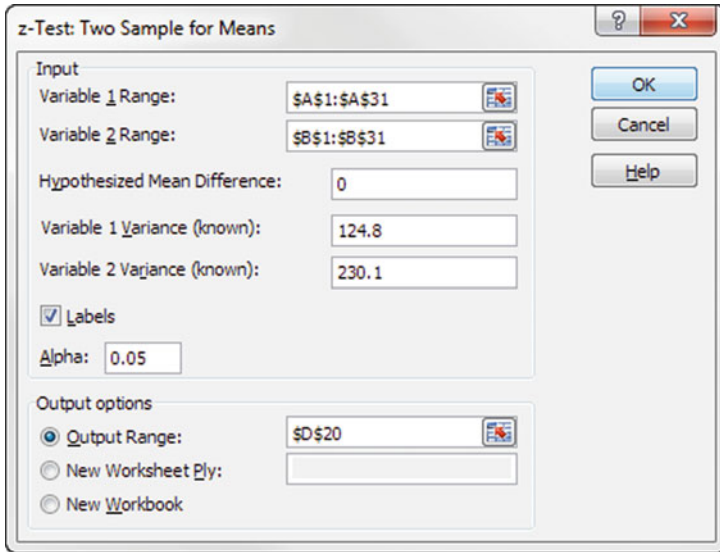 z-Test: Two Sample for Means
?
X
Input
Variable 1 Range: $A$1:$A$31
Variable 2 Range: $B$1:$B$31
Hypothesized Mean Difference: 0
Variable 1 Variance (known): 124.8
Variable 2 Variance (known): 230.1
Labels
Alpha: 0.05
OK
Cancel
Help
Output options
Output Range: $D$20
New Worksheet Ply:
New Workbook